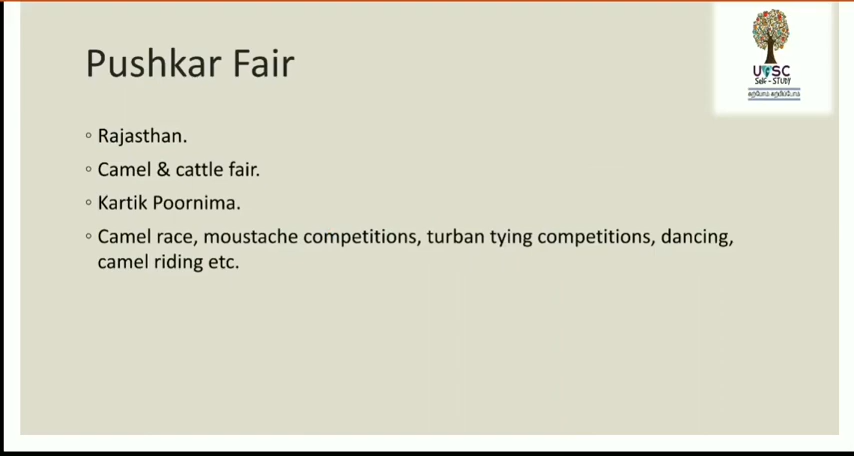 Pushkar Fair
UPSC
Self - STUDY
◦ Rajasthan.
◦ Camel & cattle fair.
◦ Kartik Poornima.
◦ Camel race, moustache competitions, turban tying competitions, dancing,
camel riding etc.